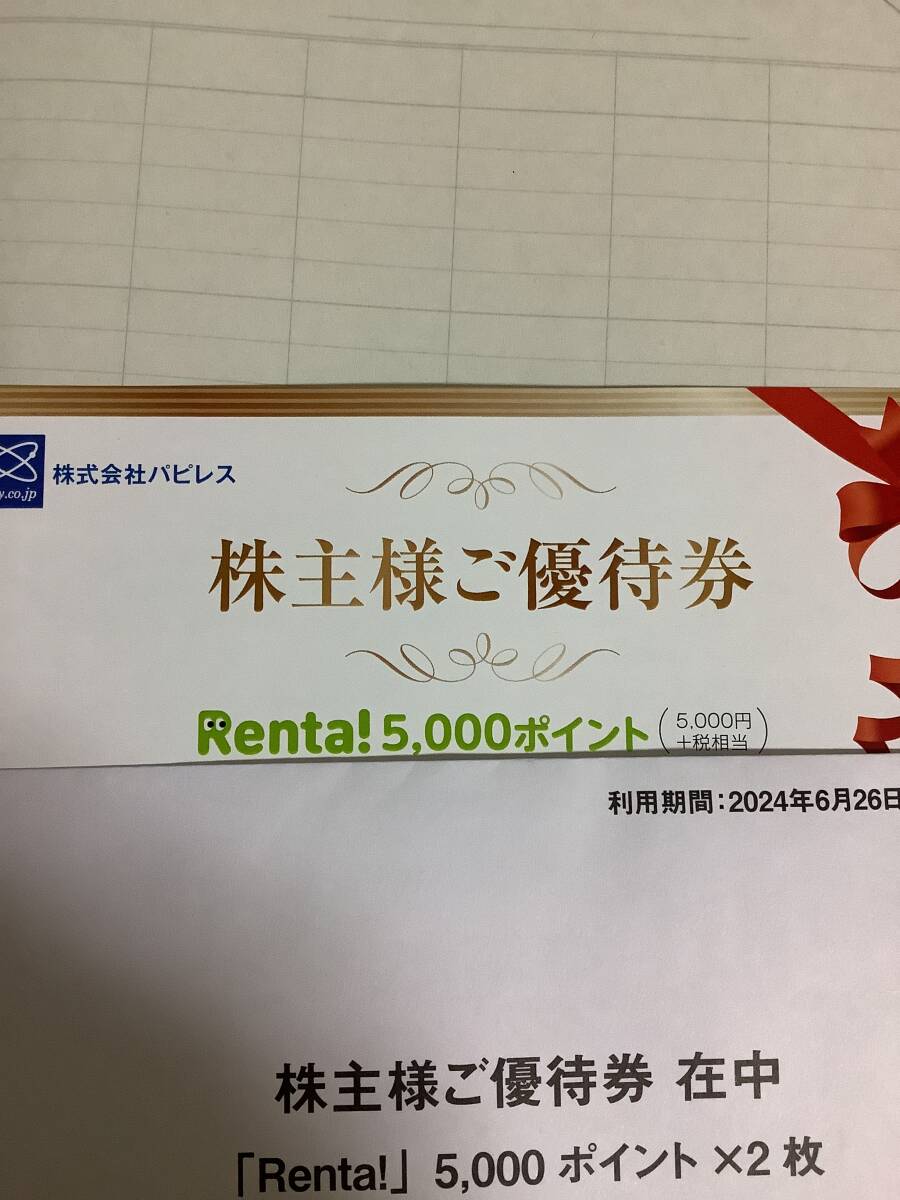 y.co.jp
株式会社パピレス
株主様ご優待券
Renta! 5,000ポイント(5,000円
+税相当)
利用期間:2024年6月26日
株主様ご優待券 在中
「Renta!」 5,000 ポイント ×2 枚